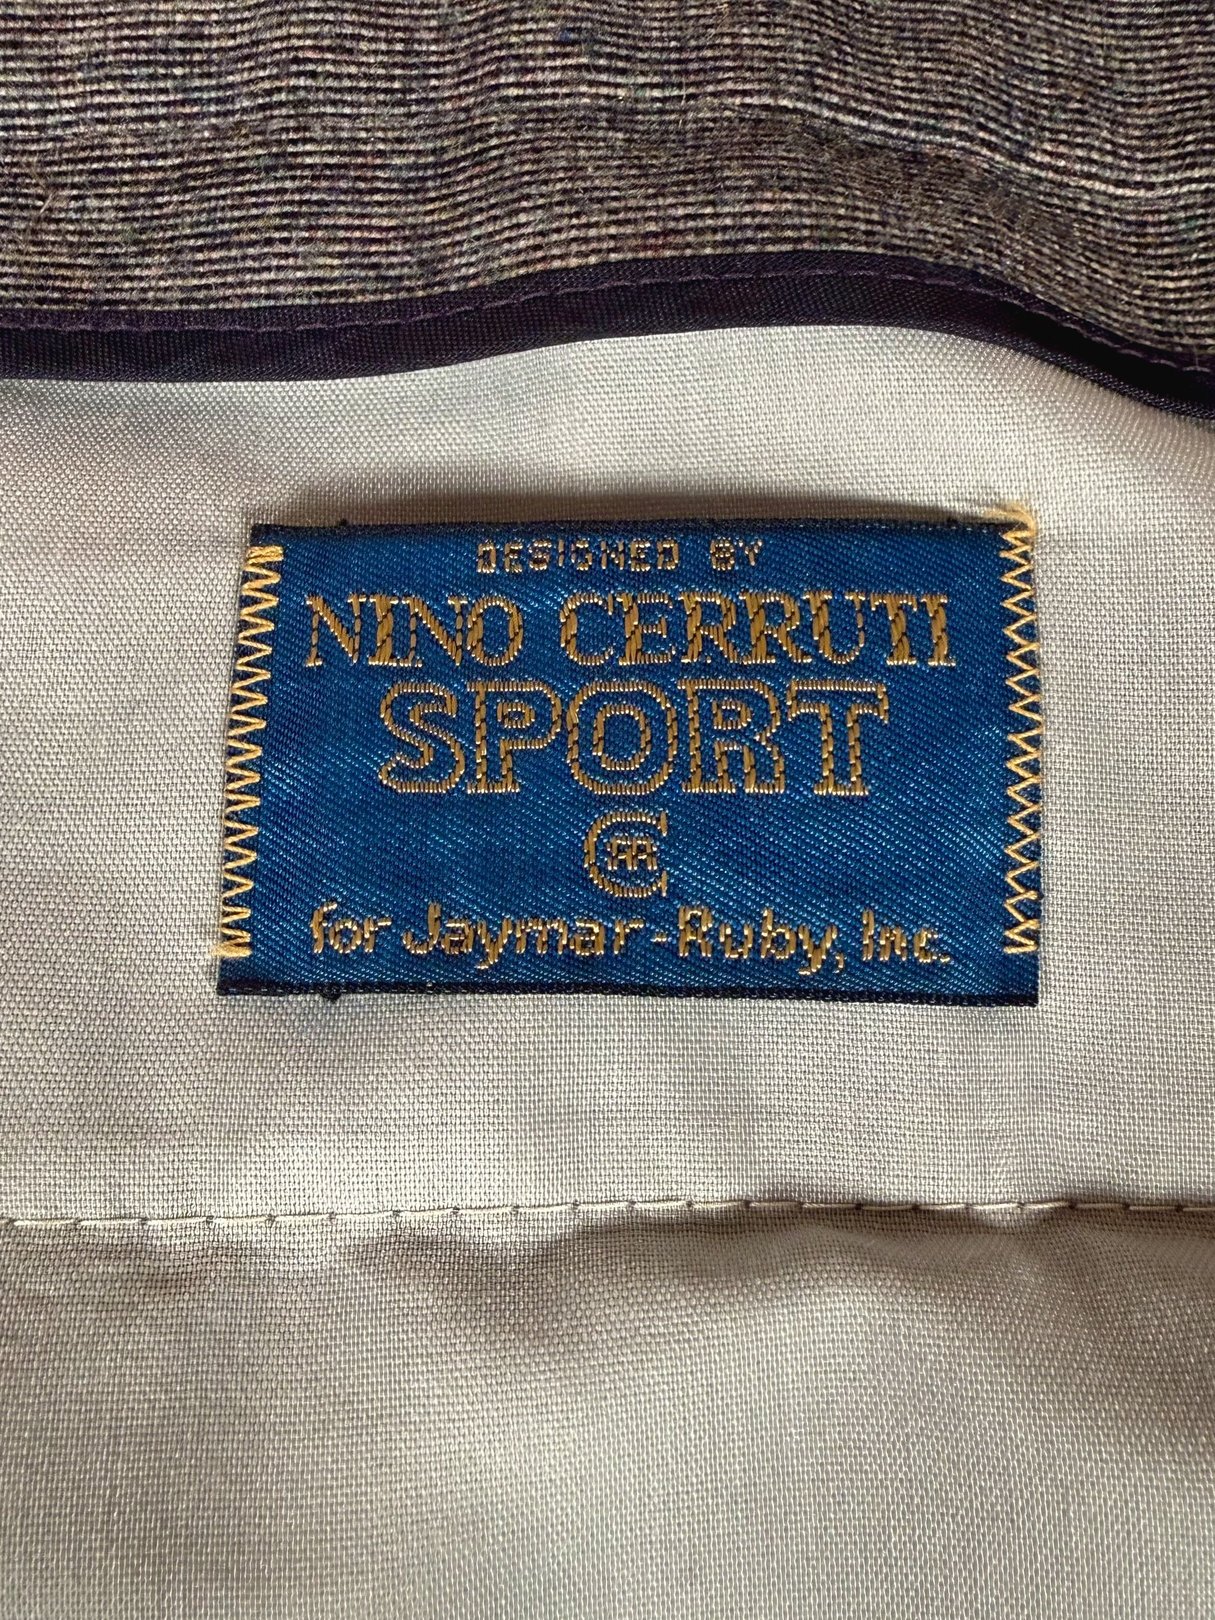 DESIGNED BY
NINO CERRUTI
SPORT
for Jaymar-Ruby, Inc.